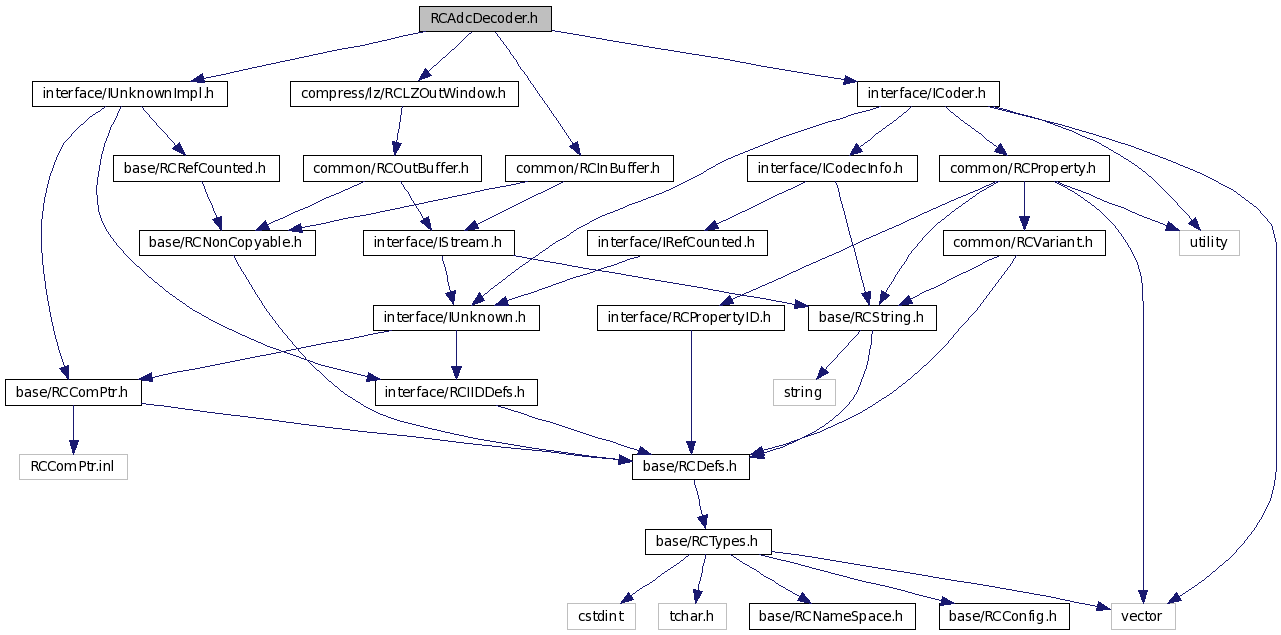 RCAdcDecoder.h
interface/IUnknownImpl.h
compress/lz/RCLZOutWindow.h
interface/ICoder.h
base/RCRefCounted.h
common/RCOutBuffer.h
common/RCInBuffer.h
interface/ICodecInfo.h
common/RCProperty.h
base/RCNonCopyable.h
interface/IStream.h
interface/IRefCounted.h
common/RCVariant.h
utility
interface/IUnknown.h
interface/RCPropertyID.h
base/RCString.h
base/RCComPtr.h
interface/RCIIDDefs.h
string
RCComPtr.inl
base/RCDefs.h
base/RCTypes.h
cstdint
tchar.h
base/RCNameSpace.h
base/RCConfig.h
vector